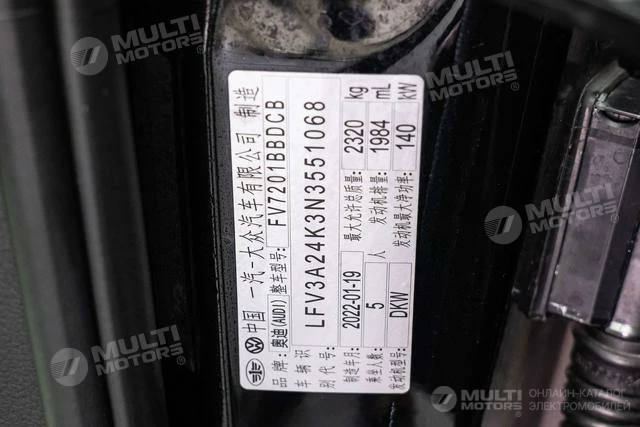 中国一汽-大众汽车有限公司 制造
品牌: 奥迪(AUDI) 整车型号: FV7201BBDCB
车辆识别代号: LFV3A24K3N3551068
制造年月: 2022-01-19 最大允许总质量: 2320 kg
乘坐人数: 5 人 发动机排量: 1984 mL
发动机型号: DKW 发动机最大净功率: 140 kW
MULTI MOTORS
MULTI MOTORS
MULTI MOTORS
MULTI MOTORS
MULTI MOTORS
ОНЛАЙН-КАТАЛОГ
ЭЛЕКТРОМОБИЛЕЙ